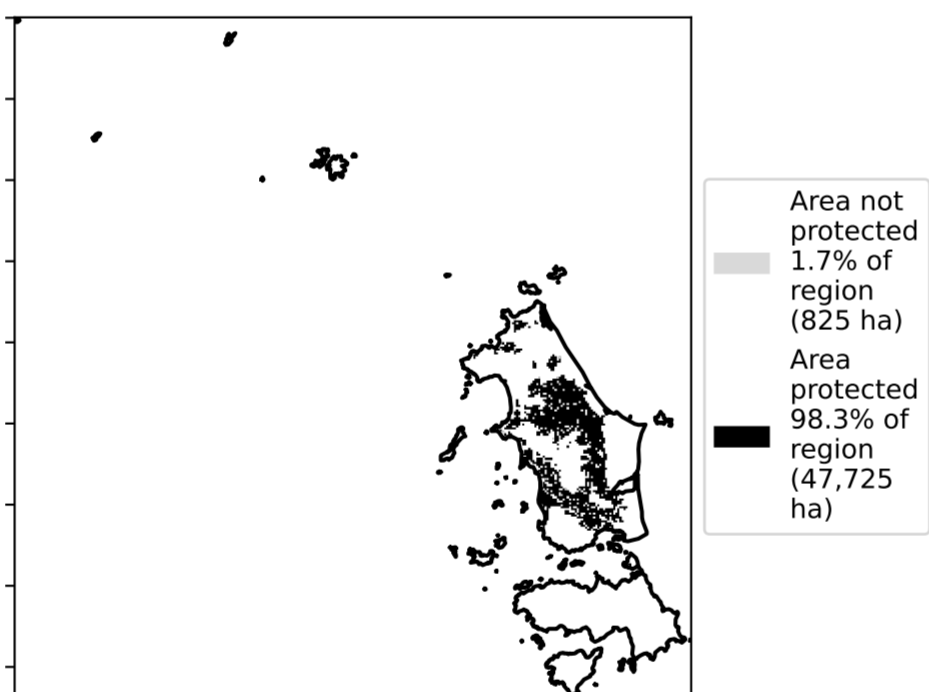 Area not
protected
1.7% of
region
(825 ha)
Area
protected
98.3% of
region
(47,725
ha)